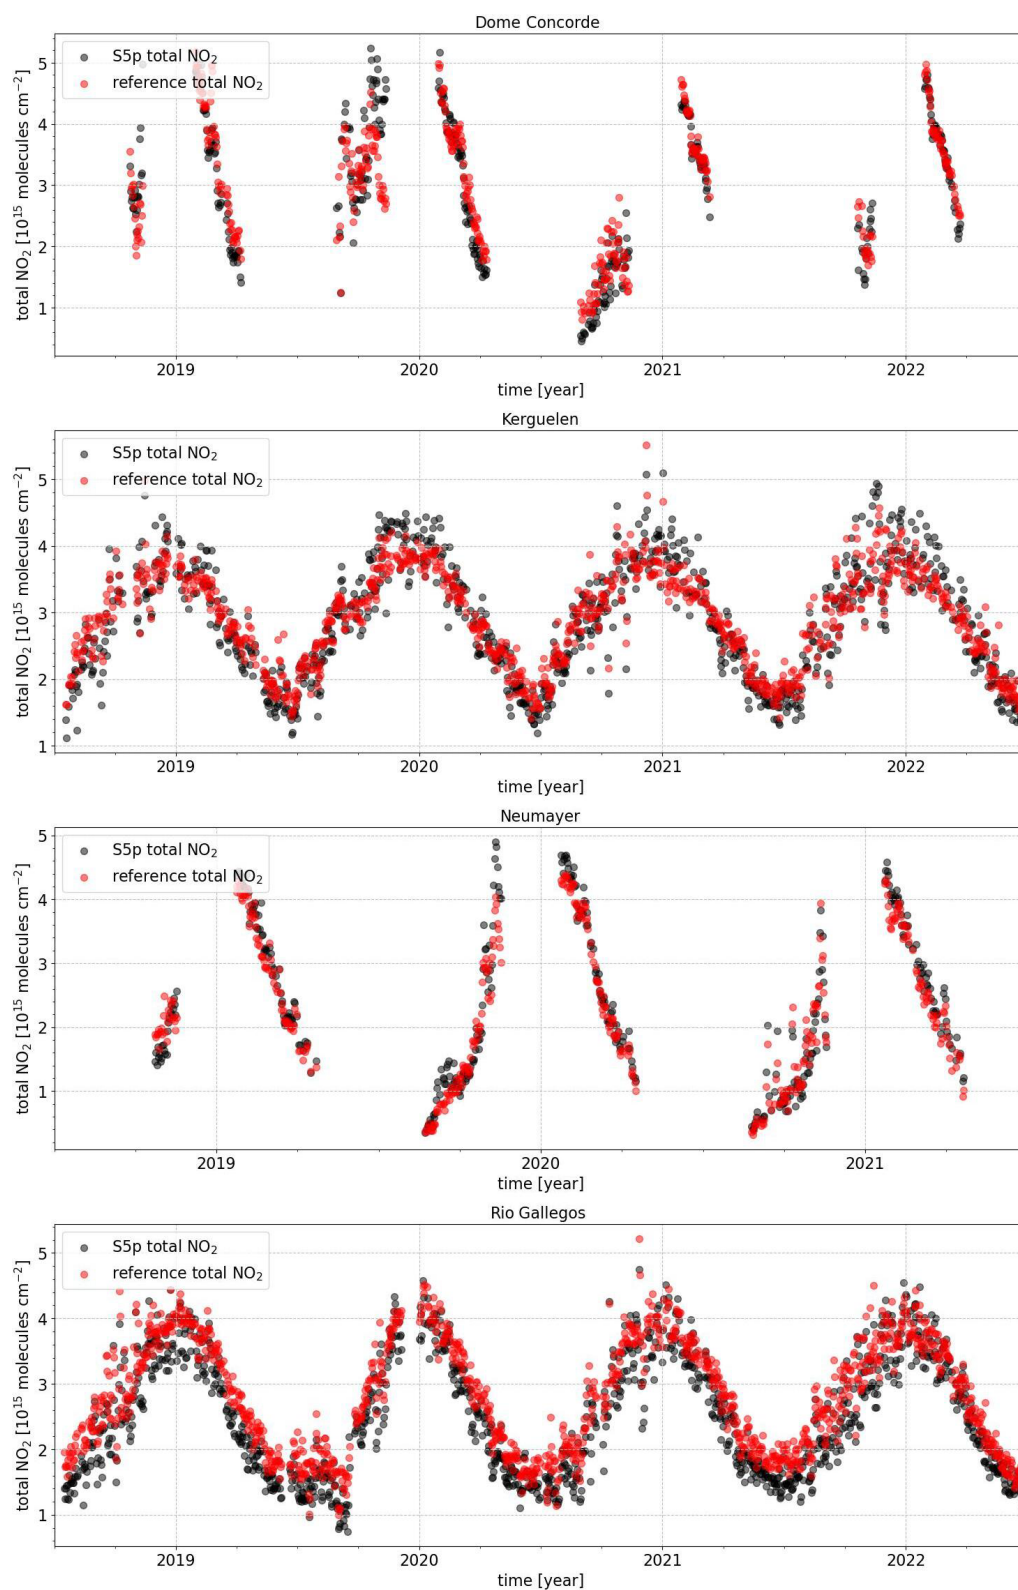 Dome Concorde
S5p total NO₂
reference total NO₂
total NO₂ [10¹⁵ molecules cm⁻²]
5
4
3
2
1
2019 2020 2021 2022
time [year]
Kerguelen
S5p total NO₂
reference total NO₂
total NO₂ [10¹⁵ molecules cm⁻²]
5
4
3
2
1
2019 2020 2021 2022
time [year]
Neumayer
S5p total NO₂
reference total NO₂
total NO₂ [10¹⁵ molecules cm⁻²]
5
4
3
2
1
2019 2020 2021
time [year]
Rio Gallegos
S5p total NO₂
reference total NO₂
total NO₂ [10¹⁵ molecules cm⁻²]
5
4
3
2
1
2019 2020 2021 2022
time [year]